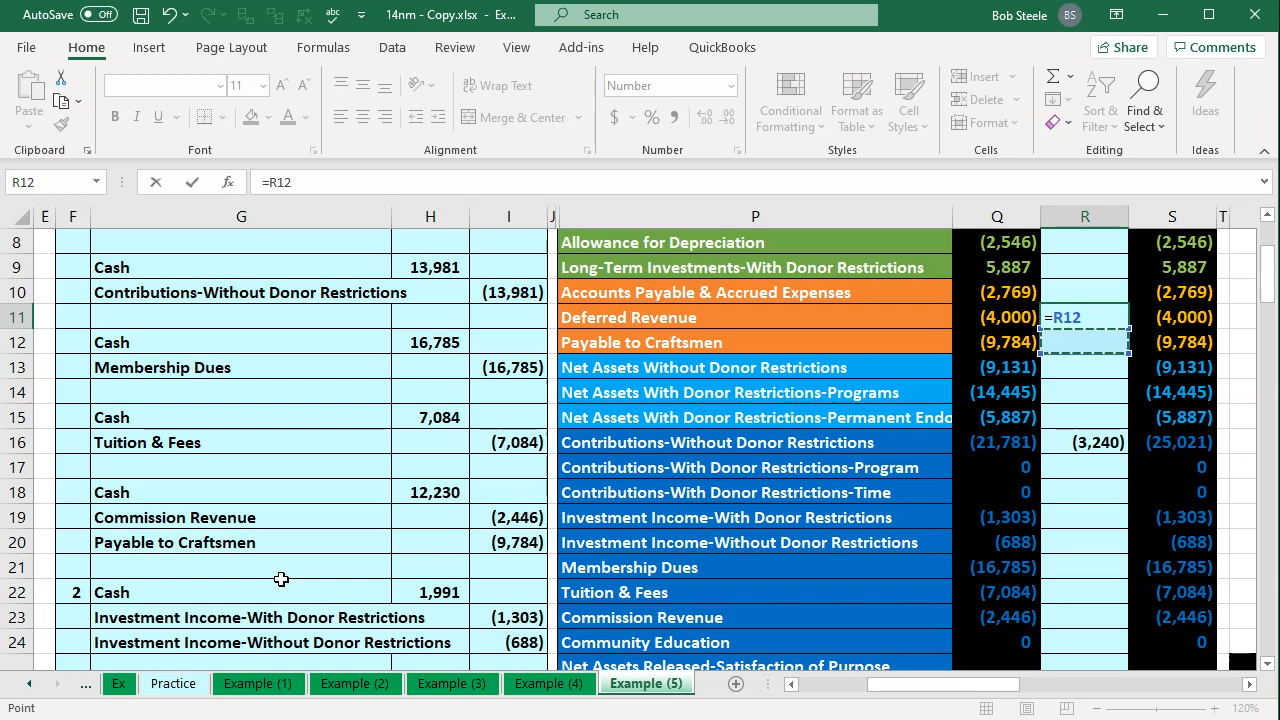 AutoSave Off abc 14nm - Copy.xlsx - Ex... Search Bob Steele BS
File Home Insert Page Layout Formulas Data Review View Add-ins Help QuickBooks Share Comments
Paste 11 A A Wrap Text Number Conditional Formatting Format as Table Cell Styles Insert Sort & Filter Find & Select Ideas
B I U A Merge & Center $ % 9 Delete
Format
Clipboard Font Alignment Number Styles Cells Editing Ideas
R12 fx =R12
E F G H I J P Q R S T
8 Allowance for Depreciation (2,546) (2,546)
9 Cash 13,981 Long-Term Investments-With Donor Restrictions 5,887 5,887
10 Contributions-Without Donor Restrictions (13,981) Accounts Payable & Accrued Expenses (2,769) (2,769)
11 Deferred Revenue (4,000) =R12 (4,000)
12 Cash 16,785 Payable to Craftsmen (9,784) (9,784)
13 Membership Dues (16,785) Net Assets Without Donor Restrictions (9,131) (9,131)
14 Net Assets With Donor Restrictions-Programs (14,445) (14,445)
15 Cash 7,084 Net Assets With Donor Restrictions-Permanent Endo (5,887) (5,887)
16 Tuition & Fees (7,084) Contributions-Without Donor Restrictions (21,781) (3,240) (25,021)
17 Contributions-With Donor Restrictions-Program 0 0
18 Cash 12,230 Contributions-With Donor Restrictions-Time 0 0
19 Commission Revenue (2,446) Investment Income-With Donor Restrictions (1,303) (1,303)
20 Payable to Craftsmen (9,784) Investment Income-Without Donor Restrictions (688) (688)
21 Membership Dues (16,785) (16,785)
22 2 Cash 1,991 Tuition & Fees (7,084) (7,084)
23 Investment Income-With Donor Restrictions (1,303) Commission Revenue (2,446) (2,446)
24 Investment Income-Without Donor Restrictions (688) Community Education 0 0
Net Assets Released-Satisfaction of Purpose
... Ex Practice Example (1) Example (2) Example (3) Example (4) Example (5)
Point 120%